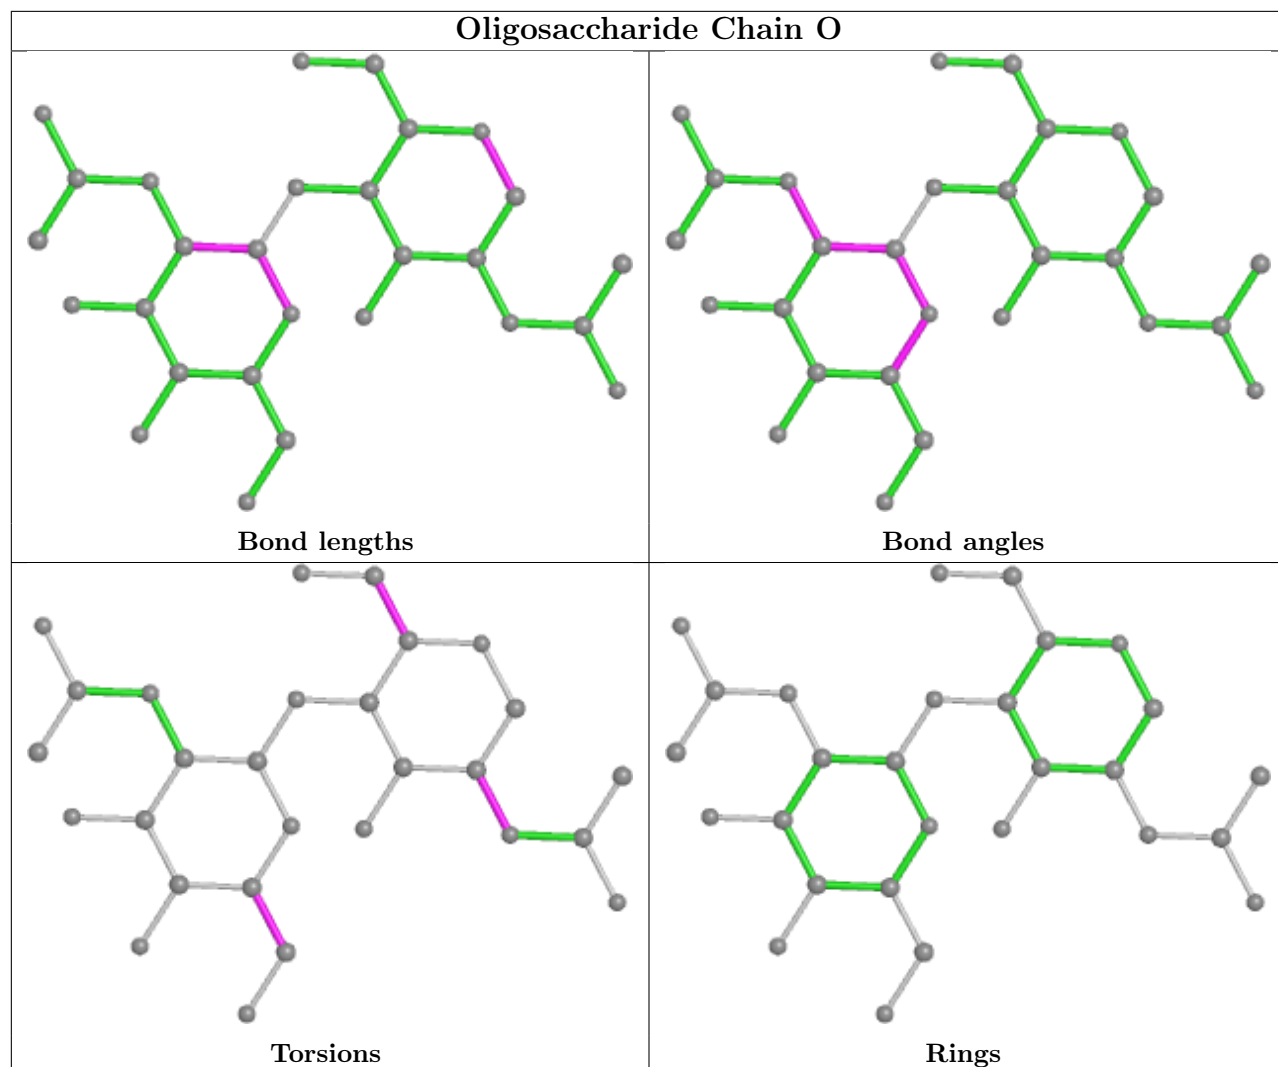 Oligosaccharide Chain O
Bond lengths
Bond angles
Torsions
Rings